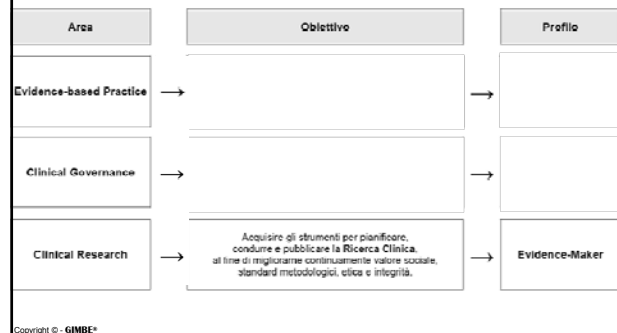 Area
Obiettivo
Profilo
Evidence-based Practice
→
→
Clinical Governance
→
→
Clinical Research
→
Acquisire gli strumenti per pianificare,
condurre e pubblicare la Ricerca Clinica,
al fine di migliorarne continuamente valore sociale,
standard metodologici, etica e integrità.
→
Evidence-Maker
Copyright © - GIMBE®